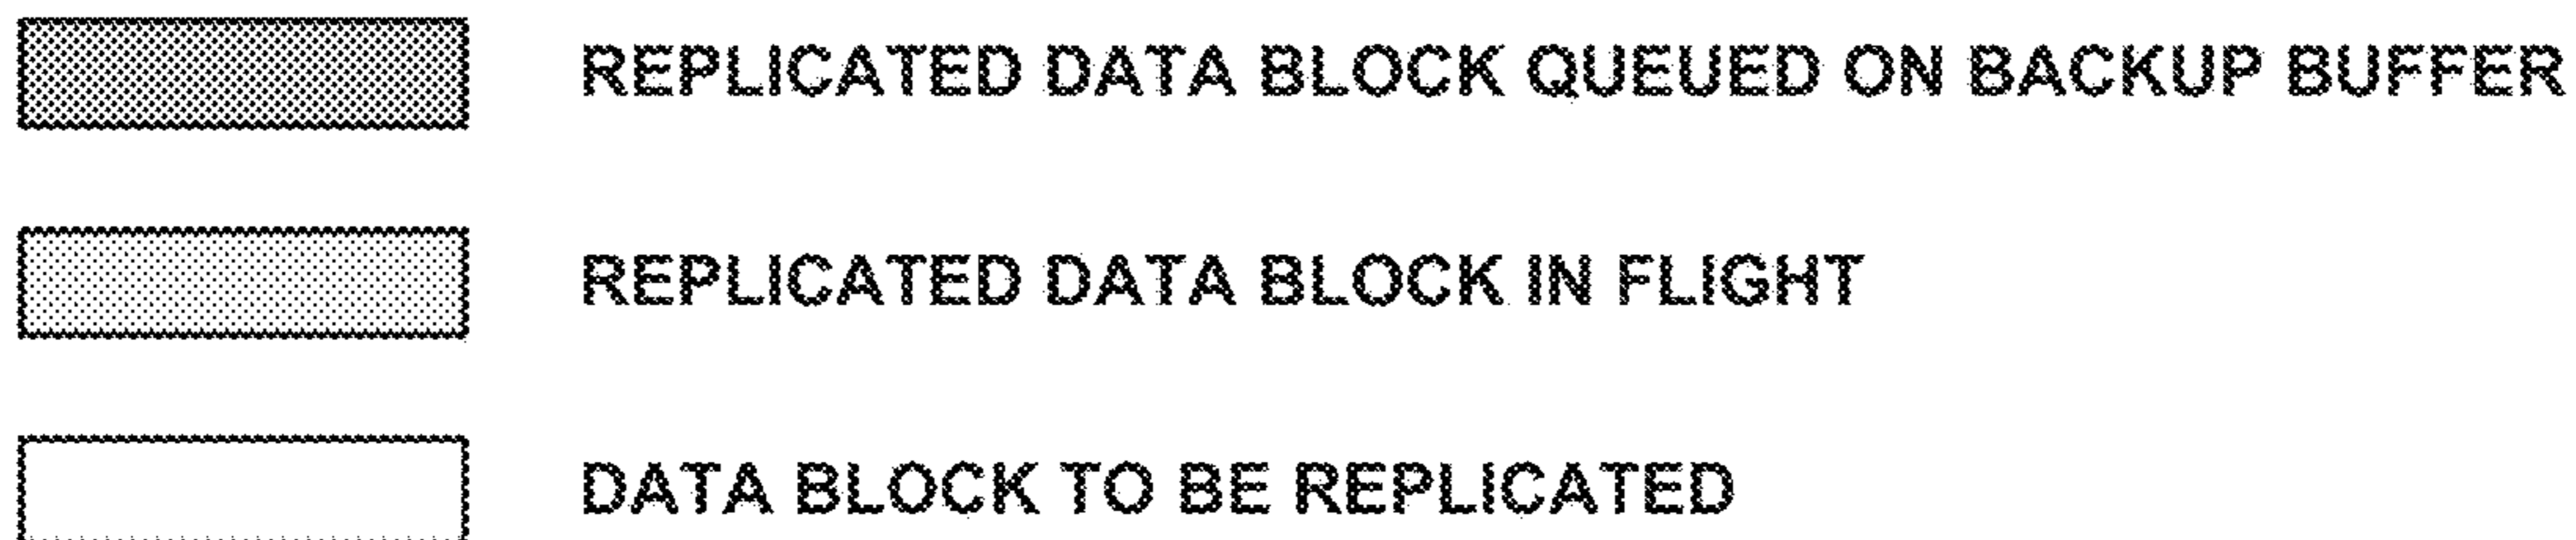 REPLICATED DATA BLOCK QUEUED ON BACKUP BUFFER
REPLICATED DATA BLOCK IN FLIGHT
DATA BLOCK TO BE REPLICATED